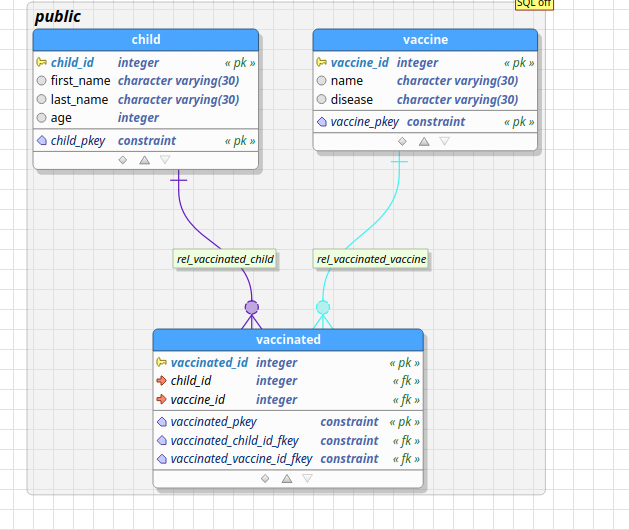 SQL off
public
child
child_id integer « pk »
first_name character varying(30)
last_name character varying(30)
age integer
child_pkey constraint « pk »
vaccine
vaccine_id integer « pk »
name character varying(30)
disease character varying(30)
vaccine_pkey constraint « pk »
rel_vaccinated_child
rel_vaccinated_vaccine
vaccinated
vaccinated_id integer « pk »
child_id integer « fk »
vaccine_id integer « fk »
vaccinated_pkey constraint « pk »
vaccinated_child_id_fkey constraint « fk »
vaccinated_vaccine_id_fkey constraint « fk »